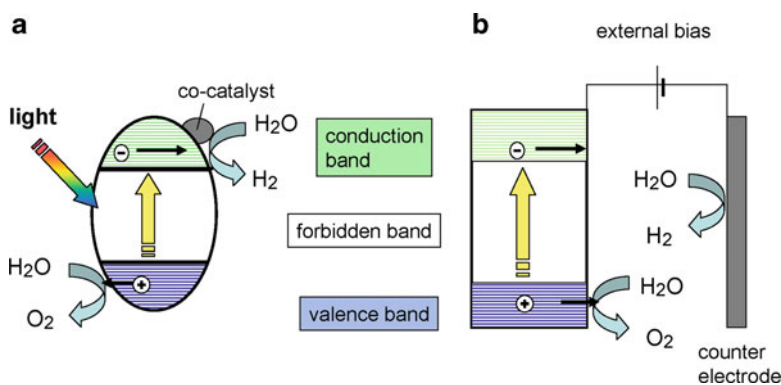 a
co-catalyst
light
H₂O
H₂
H₂O
O₂
conduction
band
forbidden band
valence band
b
external bias
H₂O
H₂
H₂O
O₂
counter
electrode